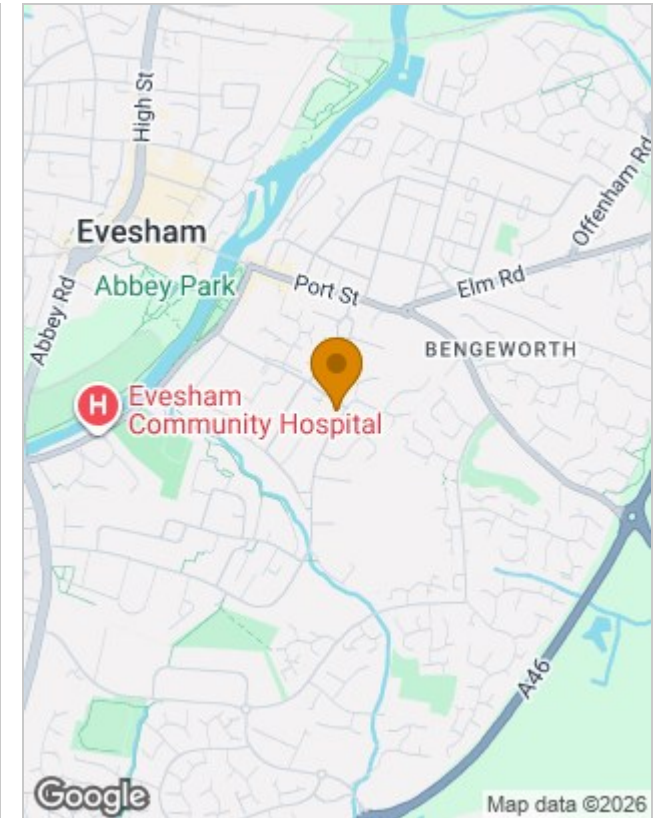 High St
Offenham Rd
Evesham
Abbey Park
Port St
Elm Rd
Abbey Rd
BENGEWORTH
H
Evesham
Community Hospital
A46
Google
Map data ©2026